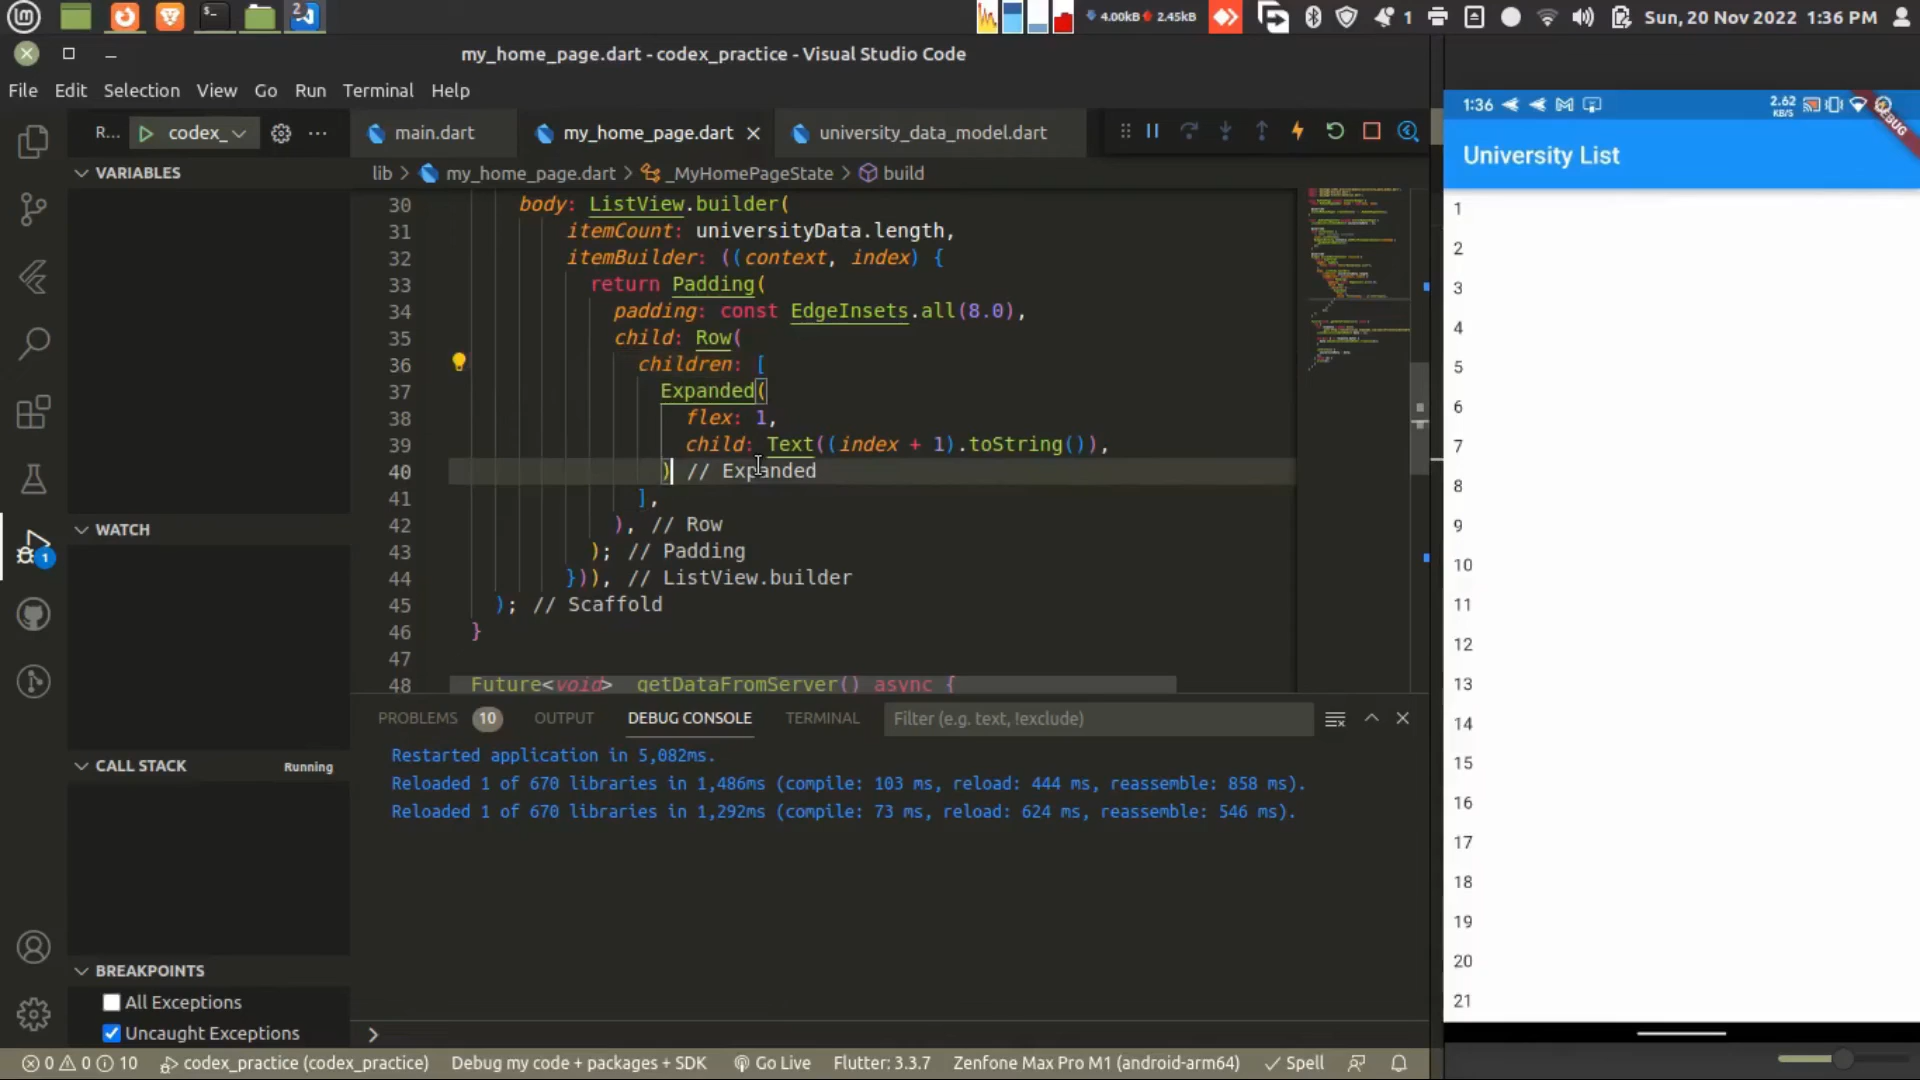 4.00kB 2.45kB 1 Sun, 20 Nov 2022 1:36 PM
my_home_page.dart - codex_practice - Visual Studio Code
File Edit Selection View Go Run Terminal Help
R... codex_ main.dart my_home_page.dart university_data_model.dart
lib > my_home_page.dart > _MyHomePageState > build
VARIABLES
30 body: ListView.builder(
31 itemCount: universityData.length,
32 itemBuilder: ((context, index) {
33 return Padding(
34 padding: const EdgeInsets.all(8.0),
35 child: Row(
36 children: [
37 Expanded(
38 flex: 1,
39 child: Text((index + 1).toString()),
40 ) // Expanded
41 ],
42 ), // Row
43 ); // Padding
44 })), // ListView.builder
45 ); // Scaffold
46 }
47
48 Future<void> getDataFromServer() async {
WATCH
CALL STACK Running
BREAKPOINTS
All Exceptions
Uncaught Exceptions
1
PROBLEMS 10 OUTPUT DEBUG CONSOLE TERMINAL Filter (e.g. text, !exclude)
Restarted application in 5,082ms.
Reloaded 1 of 670 libraries in 1,486ms (compile: 103 ms, reload: 444 ms, reassemble: 858 ms).
Reloaded 1 of 670 libraries in 1,292ms (compile: 73 ms, reload: 624 ms, reassemble: 546 ms).
0 0 10 codex_practice (codex_practice) Debug my code + packages + SDK Go Live Flutter: 3.3.7 Zenfone Max Pro M1 (android-arm64) Spell
1:36 2.62 KB/S
University List
1
2
3
4
5
6
7
8
9
10
11
12
13
14
15
16
17
18
19
20
21